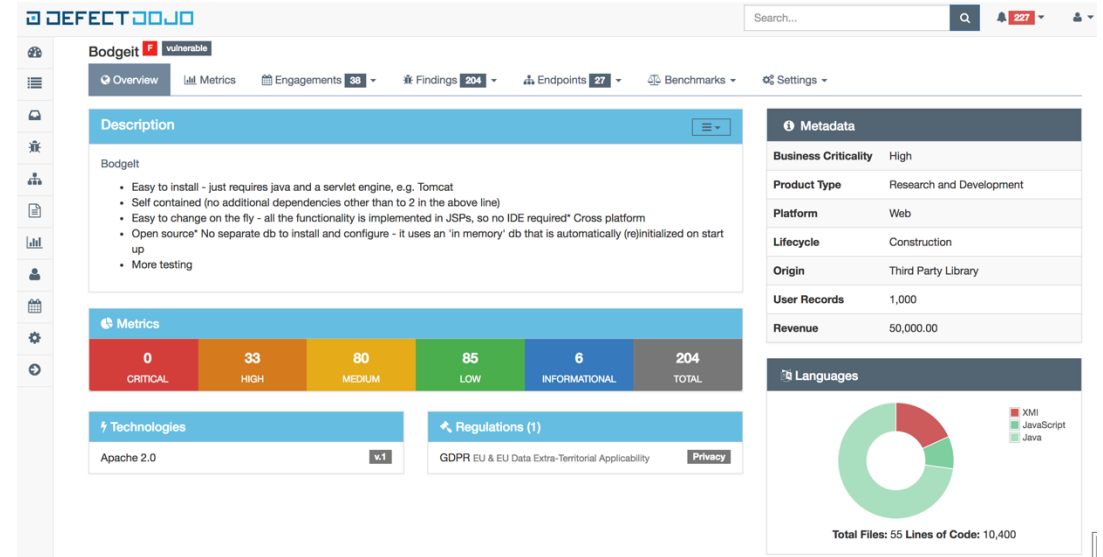 DEFECTDOJO
Search...
227
Bodgeit F vulnerable
Overview Metrics Engagements 38 Findings 204 Endpoints 27 Benchmarks Settings
Description
BodgeIt
• Easy to install - just requires java and a servlet engine, e.g. Tomcat
• Self contained (no additional dependencies other than to 2 in the above line)
• Easy to change on the fly - all the functionality is implemented in JSPs, so no IDE required* Cross platform
• Open source* No separate db to install and configure - it uses an 'in memory' db that is automatically (re)initialized on start
up
• More testing
Metrics
0 33 80 85 6 204
CRITICAL HIGH MEDIUM LOW INFORMATIONAL TOTAL
Technologies
Apache 2.0 v.1
Regulations (1)
GDPR EU & EU Data Extra-Territorial Applicability Privacy
Metadata
Business Criticality High
Product Type Research and Development
Platform Web
Lifecycle Construction
Origin Third Party Library
User Records 1,000
Revenue 50,000.00
Languages
XMI
JavaScript
Java
Total Files: 55 Lines of Code: 10,400